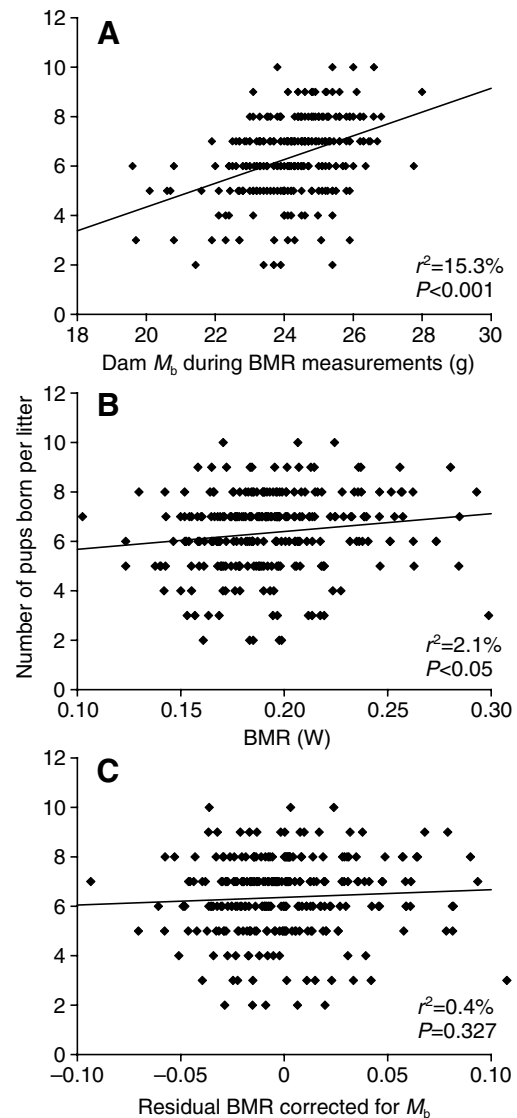 A
12
10
8
6
4
2
0
r²=15.3%
P<0.001
18 20 22 24 26 28 30
Dam Mb during BMR measurements (g)
Number of pups born per litter
B
12
10
8
6
4
2
0
r²=2.1%
P<0.05
0.10 0.15 0.20 0.25 0.30
BMR (W)
C
12
10
8
6
4
2
0
r²=0.4%
P=0.327
−0.10 −0.05 0 0.05 0.10
Residual BMR corrected for Mb